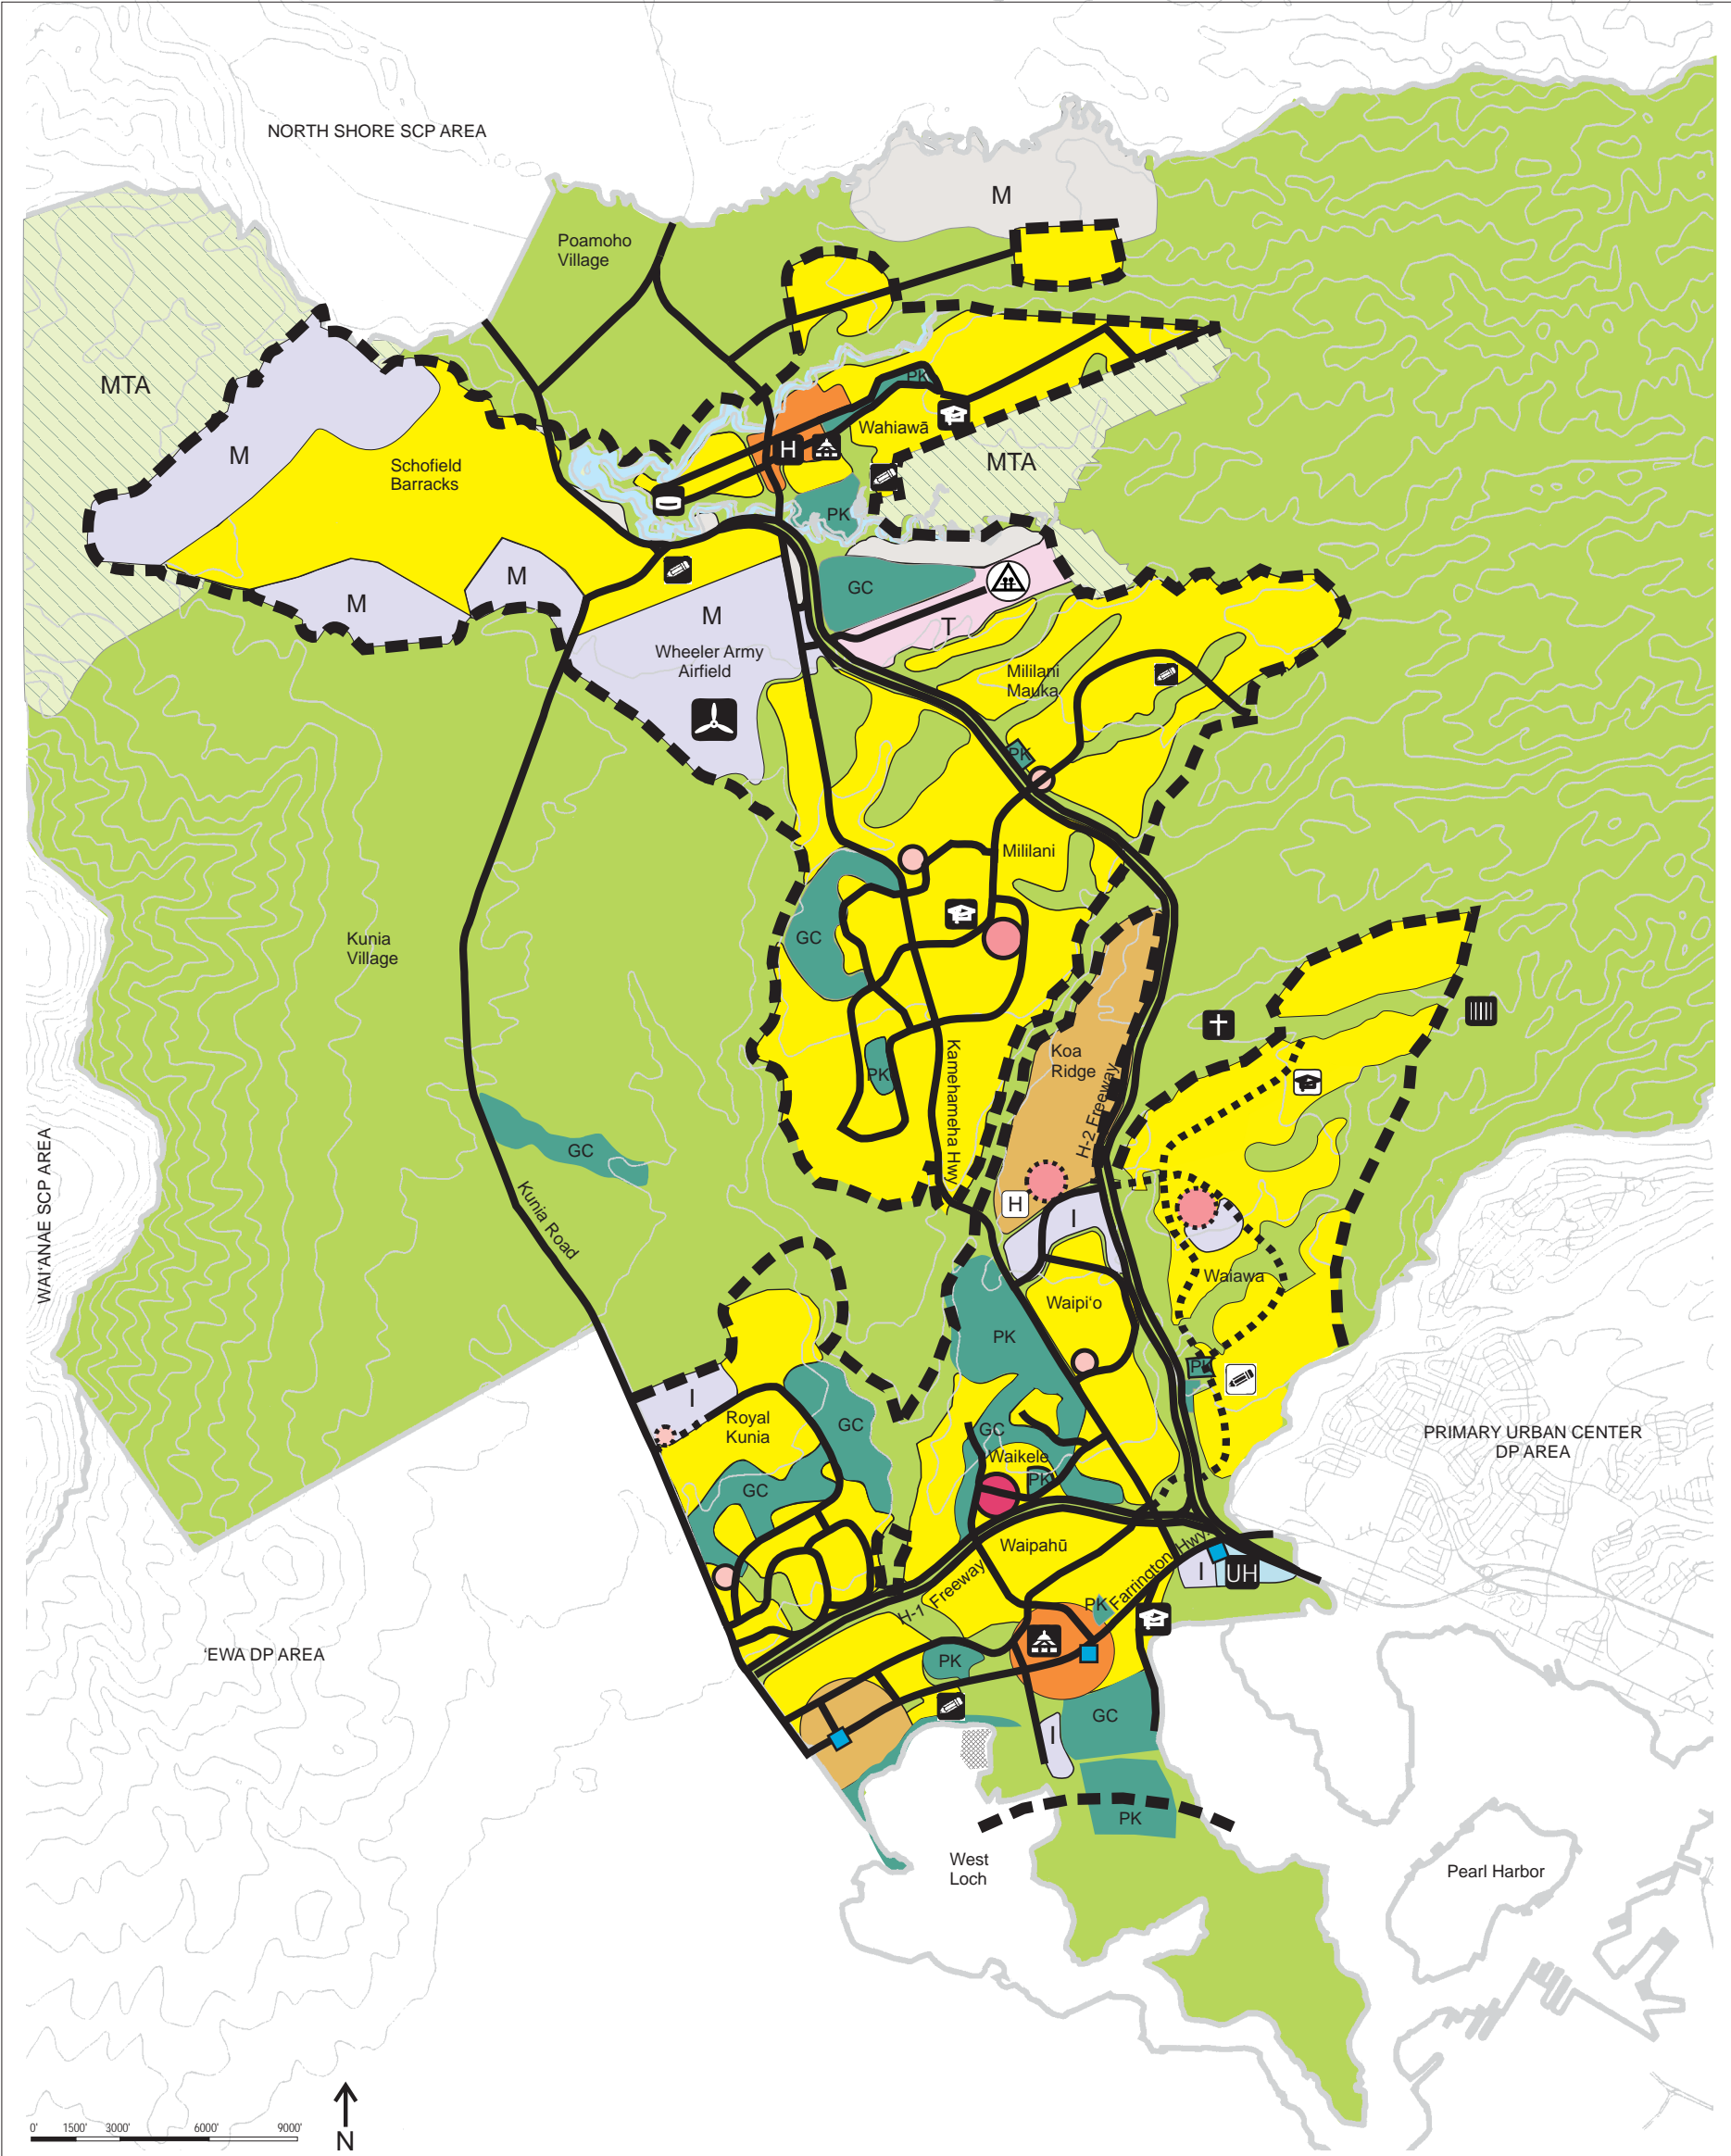 NORTH SHORE SCP AREA
M
Poamoho
Village
MTA
PK
M
Schofield
Barracks
Wahiawā
H
MTA
PK
M
M
GC
M
T
Wheeler Army
Airfield
Mililani
Mauka
PK
Mililani
GC
Kunia
Village
Koa
Ridge
PK
Kamehameha Hwy
H-2 Freeway
GC
WAI‘ANAE SCP AREA
Kunia Road
H
I
Waiawa
Waipi‘o
PK
PK
I
Royal
Kunia
GC
GC
PRIMARY URBAN CENTER
DP AREA
Waikele
PK
GC
Waipahū
H-1 Freeway
Farrington Hwy.
I
UH
PK
‘EWA DP AREA
PK
GC
I
PK
West
Loch
Pearl Harbor
0'
1500'
3000'
6000'
9000'
N